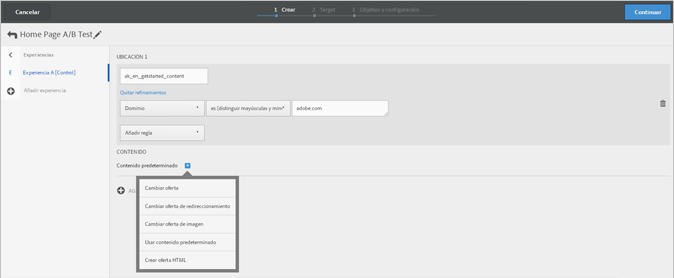 Cancelar
1 Crear
2 Target
3 Objetivo y configuración
Continuar
Home Page A/B Test
Experiencias
E Experiencia A [Control]
Añadir experiencia
UBICACIÓN 1
sk_en_getstarted_content
Quitar refinamientos
Dominio
es [distinguir mayúsculas y min
adobe.com
Añadir regla
CONTENIDO
Contenido predeterminado
Cambiar oferta
Cambiar oferta de redireccionamiento
Cambiar oferta de imagen
Usar contenido predeterminado
Crear oferta HTML